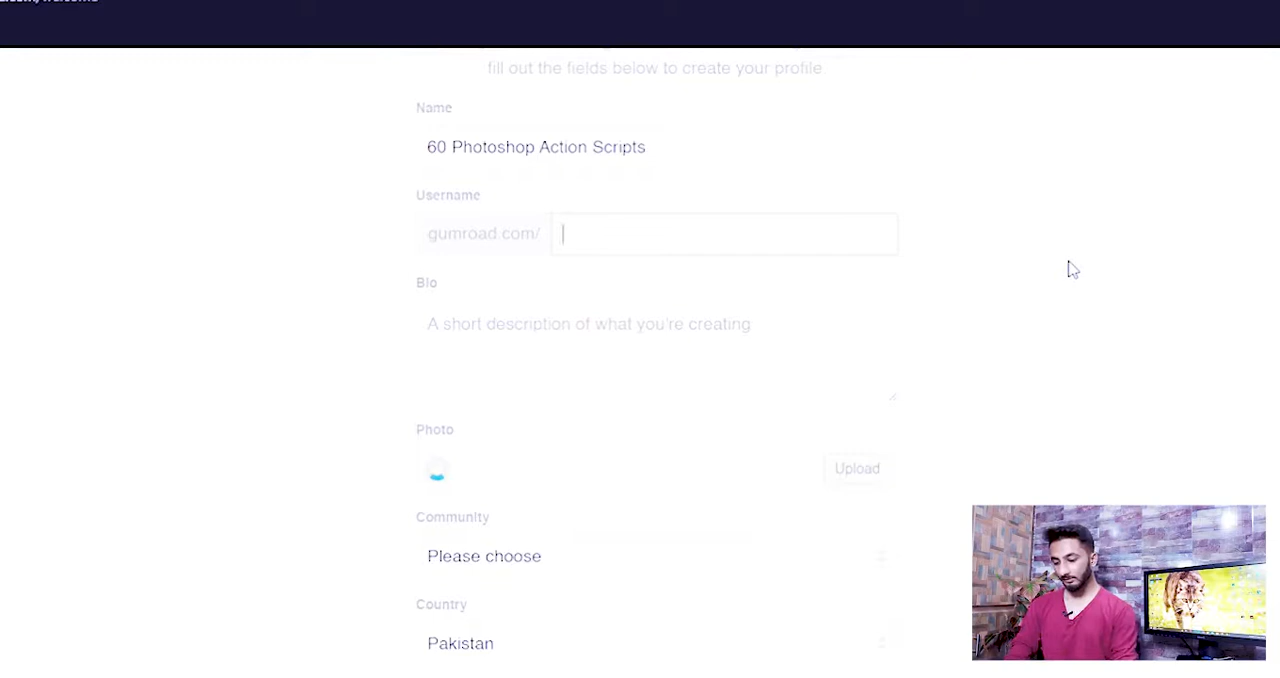 fill out the fields below to create your profile
Name
60 Photoshop Action Scripts
Username
gumroad.com/
Bio
A short description of what you're creating
Photo
Upload
Community
Please choose
Country
Pakistan